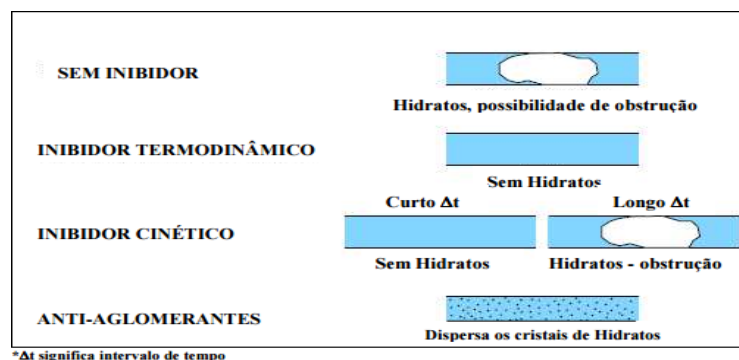 SEM INIBIDOR
Hidratos, possibilidade de obstrução
INIBIDOR TERMODINÂMICO
Sem Hidratos
Curto Δt
Longo Δt
INIBIDOR CINÉTICO
Sem Hidratos
Hidratos - obstrução
ANTI-AGLOMERANTES
Dispersa os cristais de Hidratos
*Δt significa intervalo de tempo